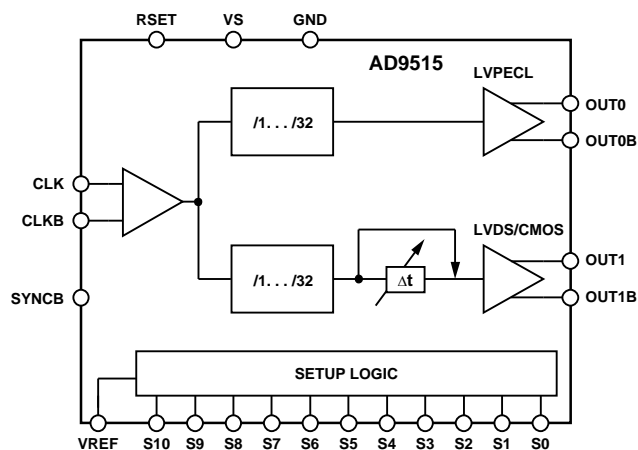 RSET VS GND
AD9515
LVPECL
/1. . . /32
OUT0
OUT0B
CLK
CLKB
LVDS/CMOS
/1. . . /32
Δt
OUT1
OUT1B
SYNCB
SETUP LOGIC
VREF S10 S9 S8 S7 S6 S5 S4 S3 S2 S1 S0